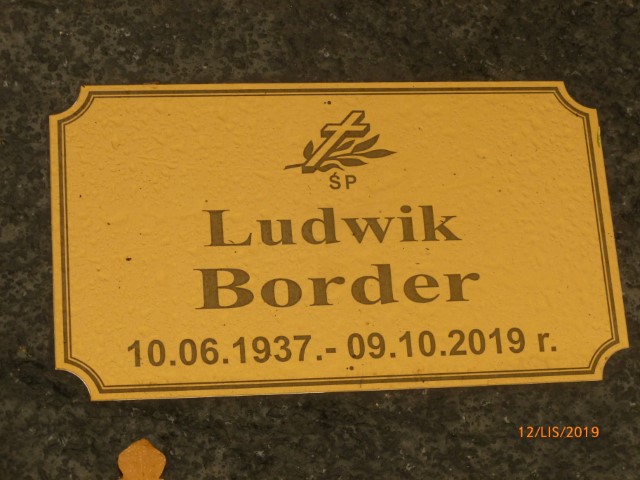 ŚP
Ludwik
Border
10.06.1937.- 09.10.2019 r.
12/LIS/2019